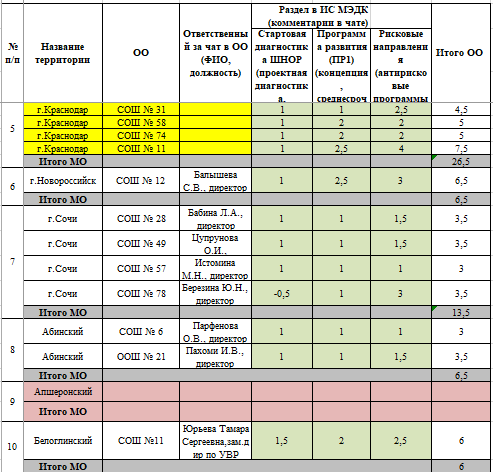 Раздел в ИС МЭДК
(комментарии в чате)
№ п/п
Название территории
ОО
Ответственны
й за чат в ОО
(ФИО,
должность)
Стартовая
диагностик
а ШНОР
(проектная
диагностик
а,
Программ
а развития
(ПР1)
(концепция
,
среднесроч
Рисковые
направлени
я
(антириско
вые
программы
Итого ОО
5
г.Краснодар СОШ № 31 1 1 2,5 4,5
г.Краснодар СОШ № 58 1 2 2 5
г.Краснодар СОШ № 74 1 2 2 5
г.Краснодар СОШ № 11 1 2,5 4 7,5
Итого МО 26,5
6 г.Новороссийск СОШ № 12 Балышева С.В., директор 1 2,5 3 6,5
Итого МО 6,5
7
г.Сочи СОШ № 28 Бабина Л.А., директор 1 1 1,5 3,5
г.Сочи СОШ № 49 Цупрунова О.И., 1 1 1,5 3,5
г.Сочи СОШ № 57 Истомина М.Н., директор 1 1 1 3
г.Сочи СОШ № 78 Березина Ю.Н., директор -0,5 1 3 3,5
Итого МО 13,5
8
Абинский СОШ № 6 Парфенова О.В., директор 1 1 1 3
Абинский ООШ № 21 Пахоми И.В., директор 1 1 1,5 3,5
Итого МО 6,5
9 Апшеронский
Итого МО
10 Белоглинский СОШ №11 Юрьева Тамара Сергеевна,зам.д ир по УВР 1,5 2 2,5 6
Итого МО 6